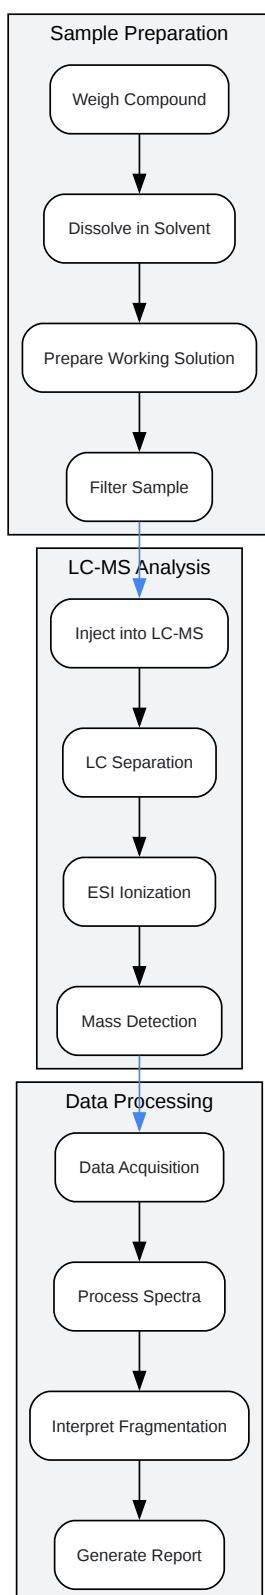 Sample Preparation
Weigh Compound
Dissolve in Solvent
Prepare Working Solution
Filter Sample
LC-MS Analysis
Inject into LC-MS
LC Separation
ESI Ionization
Mass Detection
Data Processing
Data Acquisition
Process Spectra
Interpret Fragmentation
Generate Report